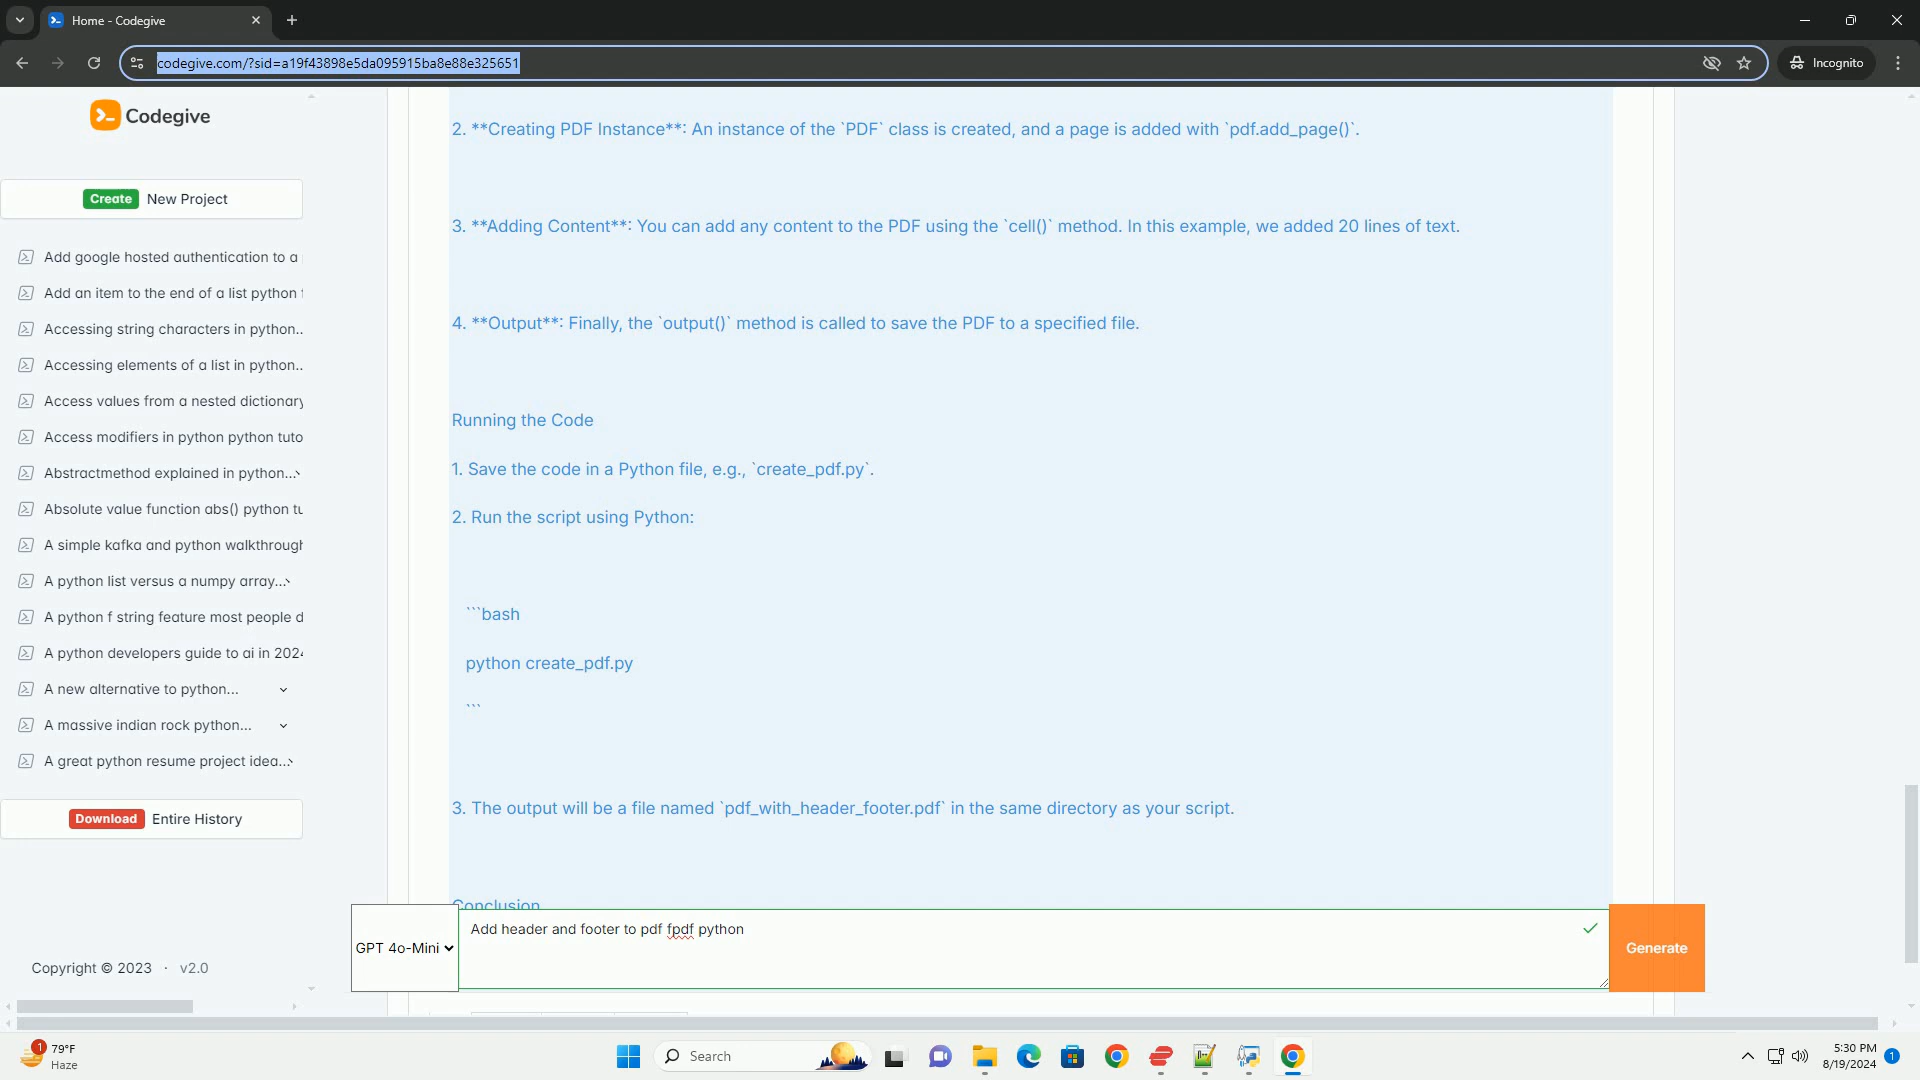 Home - Codegive
codegive.com/?sid=a19f43898e5da095915ba8e88e325651
Incognito
Codegive
Create New Project
Add google hosted authentication to a
Add an item to the end of a list python
Accessing string characters in python...
Accessing elements of a list in python...
Access values from a nested dictionary
Access modifiers in python python tuto
Abstractmethod explained in python...
Absolute value function abs() python tu
A simple kafka and python walkthrough
A python list versus a numpy array...
A python f string feature most people d
A python developers guide to ai in 2024
A new alternative to python...
A massive indian rock python...
A great python resume project idea...
Download Entire History
Copyright © 2023 · v2.0
2. **Creating PDF Instance**: An instance of the `PDF` class is created, and a page is added with `pdf.add_page()`.
3. **Adding Content**: You can add any content to the PDF using the `cell()` method. In this example, we added 20 lines of text.
4. **Output**: Finally, the `output()` method is called to save the PDF to a specified file.
Running the Code
1. Save the code in a Python file, e.g., `create_pdf.py`.
2. Run the script using Python:
```bash
python create_pdf.py
```
3. The output will be a file named `pdf_with_header_footer.pdf` in the same directory as your script.
Conclusion
GPT 4o-Mini
Add header and footer to pdf fpdf python
Generate
1
79°F
Haze
Search
5:30 PM
8/19/2024
1